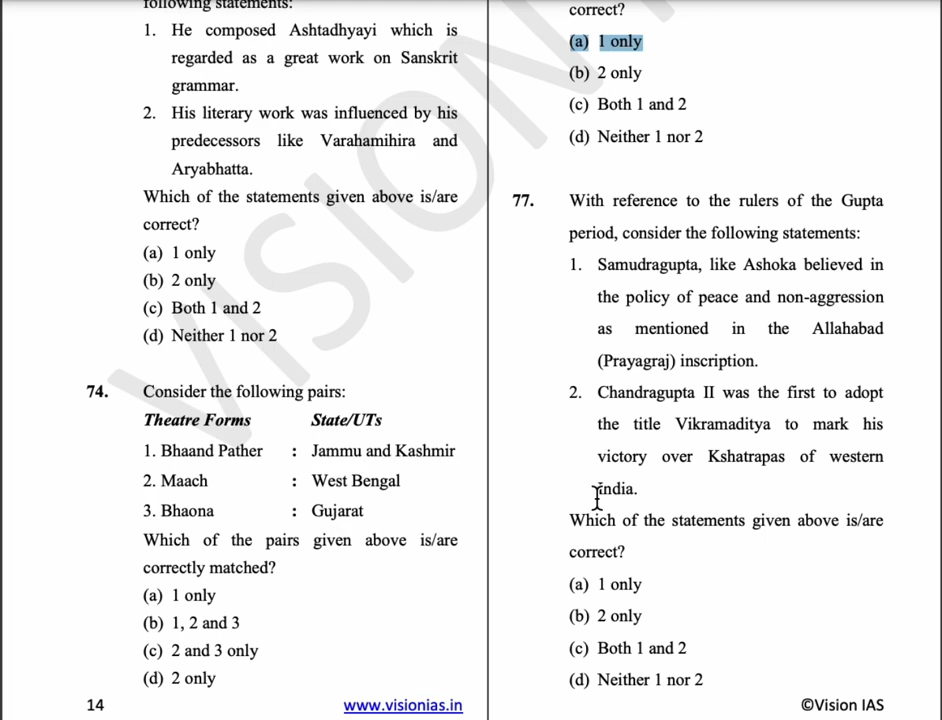 following statements:
1. He composed Ashtadhyayi which is
regarded as a great work on Sanskrit
grammar.
2. His literary work was influenced by his
predecessors like Varahamihira and
Aryabhatta.
Which of the statements given above is/are
correct?
(a) 1 only
(b) 2 only
(c) Both 1 and 2
(d) Neither 1 nor 2
74. Consider the following pairs:
Theatre Forms State/UTs
1. Bhaand Pather : Jammu and Kashmir
2. Maach : West Bengal
3. Bhaona : Gujarat
Which of the pairs given above is/are
correctly matched?
(a) 1 only
(b) 1, 2 and 3
(c) 2 and 3 only
(d) 2 only
correct?
(a) 1 only
(b) 2 only
(c) Both 1 and 2
(d) Neither 1 nor 2
77. With reference to the rulers of the Gupta
period, consider the following statements:
1. Samudragupta, like Ashoka believed in
the policy of peace and non-aggression
as mentioned in the Allahabad
(Prayagraj) inscription.
2. Chandragupta II was the first to adopt
the title Vikramaditya to mark his
victory over Kshatrapas of western
India.
Which of the statements given above is/are
correct?
(a) 1 only
(b) 2 only
(c) Both 1 and 2
(d) Neither 1 nor 2
14 www.visionias.in ©Vision IAS
VISION